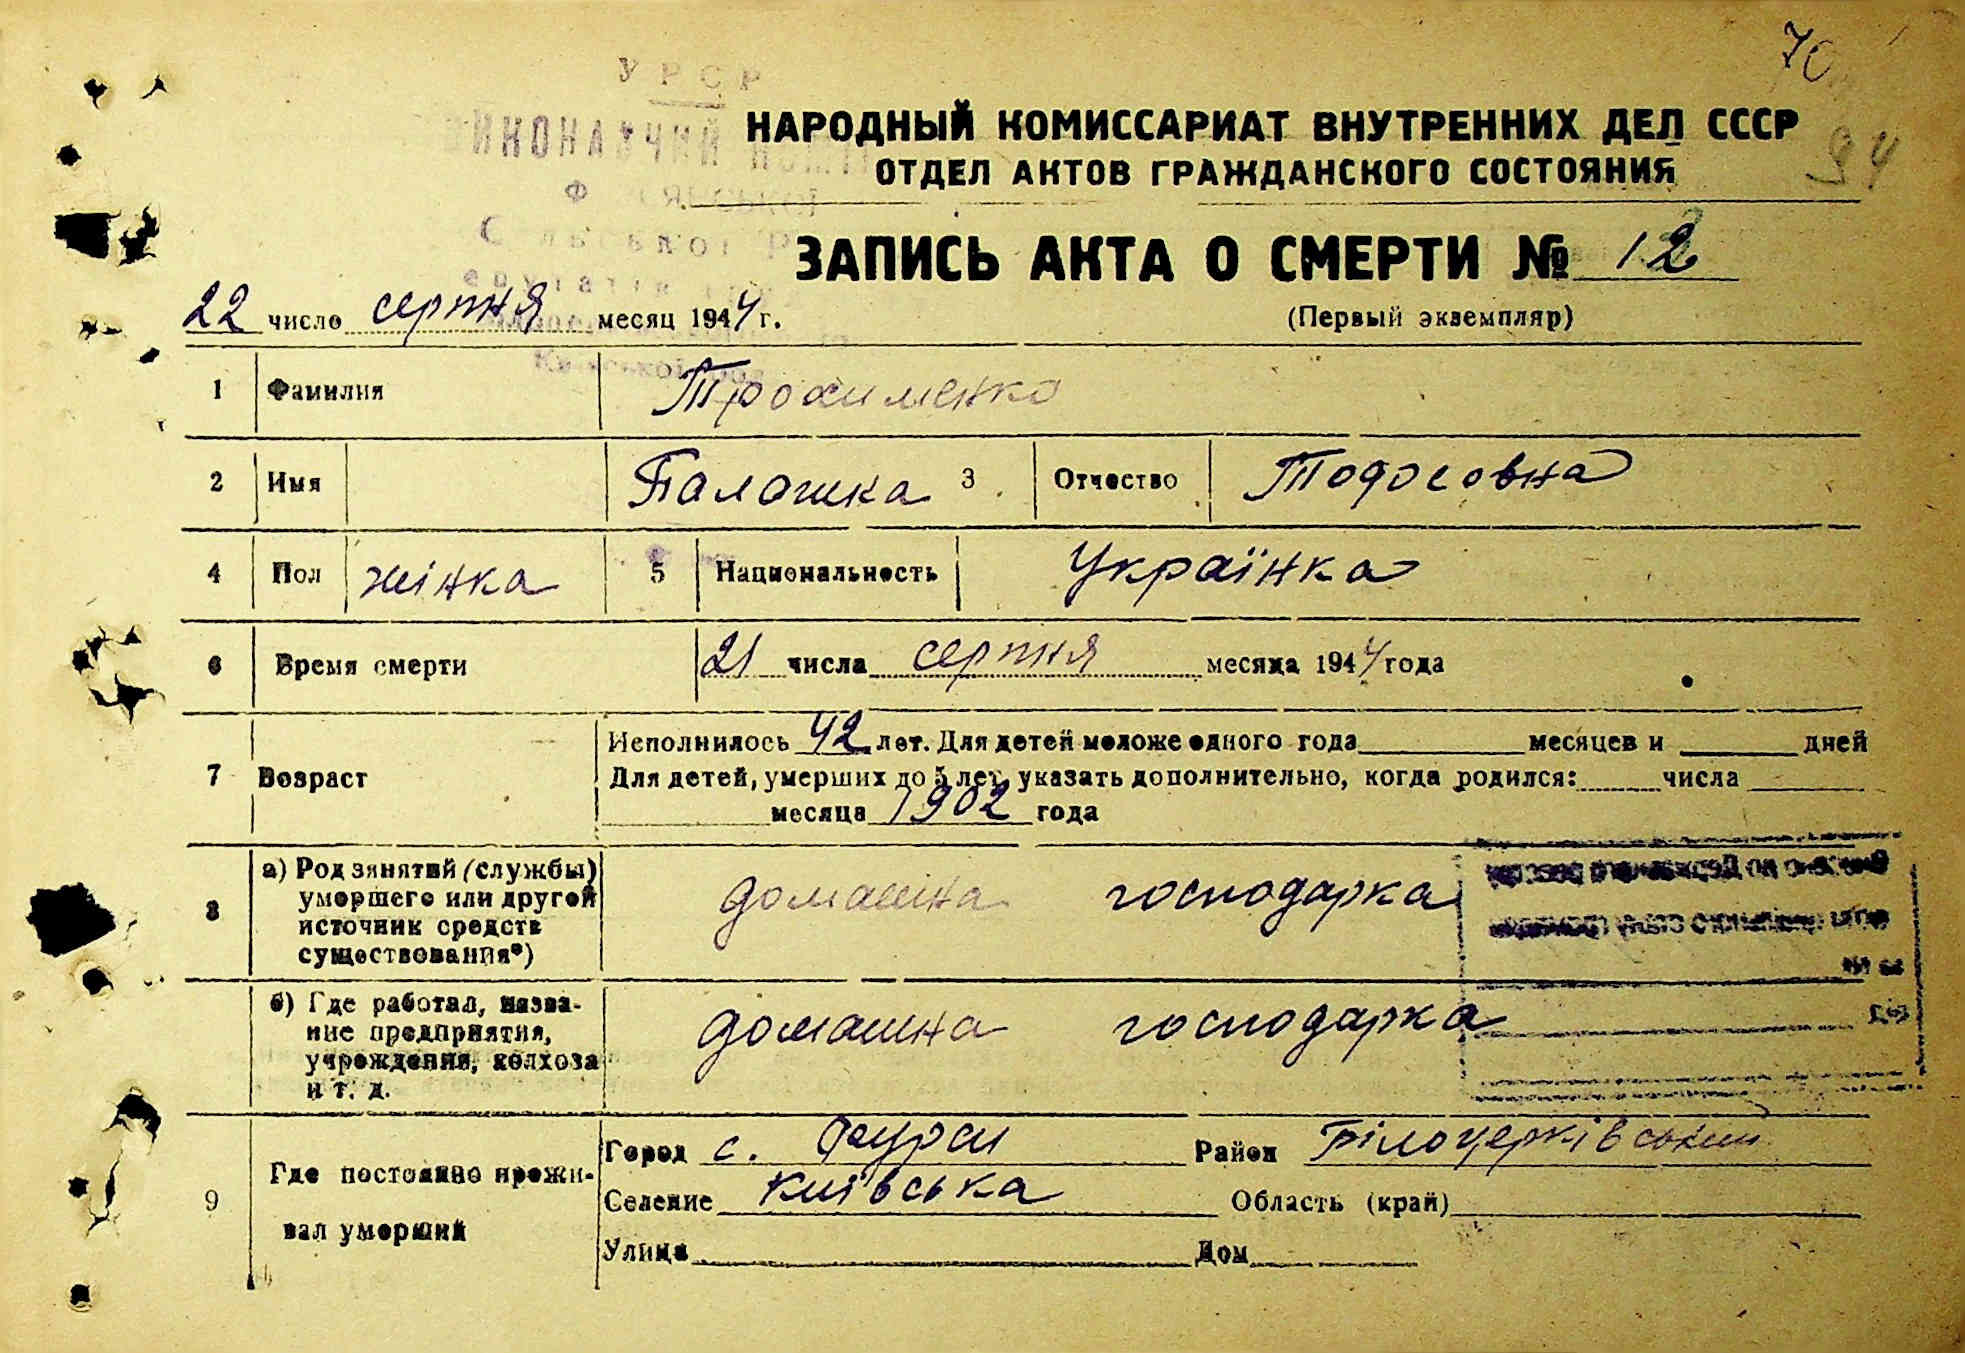 70
94
УРСР
НАРОДНЫЙ КОМИССАРИАТ ВНУТРЕННИХ ДЕЛ СССР
ОТДЕЛ АКТОВ ГРАЖДАНСКОГО СОСТОЯНИЯ
ЗАПИСЬ АКТА О СМЕРТИ № 12
22 число серпня месяц 1944 г.
(Первый экземпляр)
1 Фамилия Трохименко
2 Имя Палашка 3 Отчество Тодосовна
4 Пол жінка 5 Национальность Українка
6 Время смерти 21 числа серпня месяца 1944 года
Исполнилось 42 лет. Для детей моложе одного года месяцев и дней
7 Возраст Для детей, умерших до 5 лет, указать дополнительно, когда родился: числа
месяца 1902 года
8 а) Род занятий (службы) умершего или другой источник средств существования*) домашна господарка
б) Где работал, название предприятия, учреждения, колхоза и т. д. домашна господарка
9 Где постоянно проживал умерший
Город с. Фурси Район Білоцерківський
Селение Київська Область (край)
Улица Дом